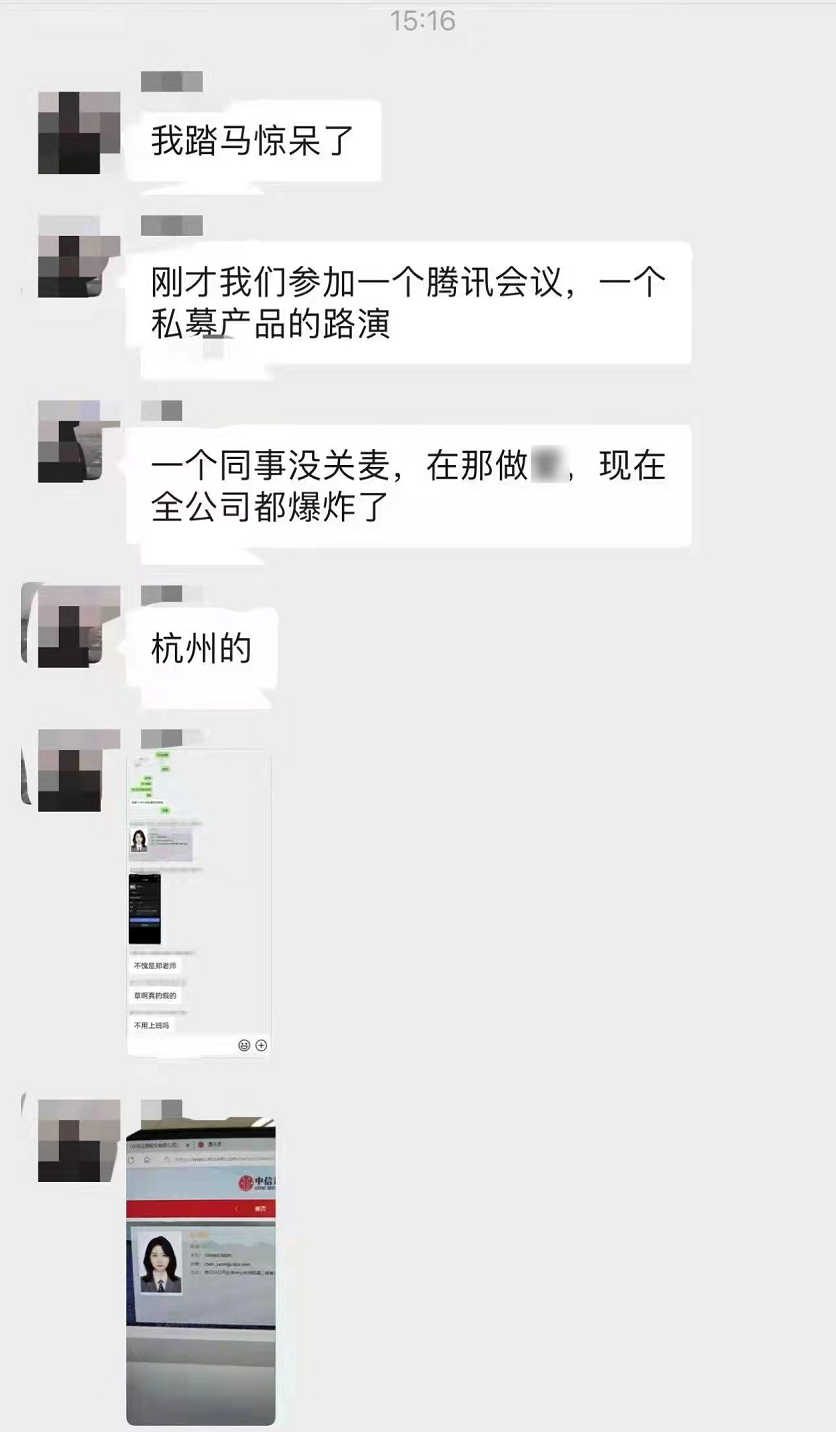 15:16
我踏马惊呆了
刚才我们参加一个腾讯会议，一个
私募产品的路演
一个同事没关麦，在那做，现在
全公司都爆炸了
杭州的
不愧是郑老师
草啊真的假的
不用上班吗
中信
首页